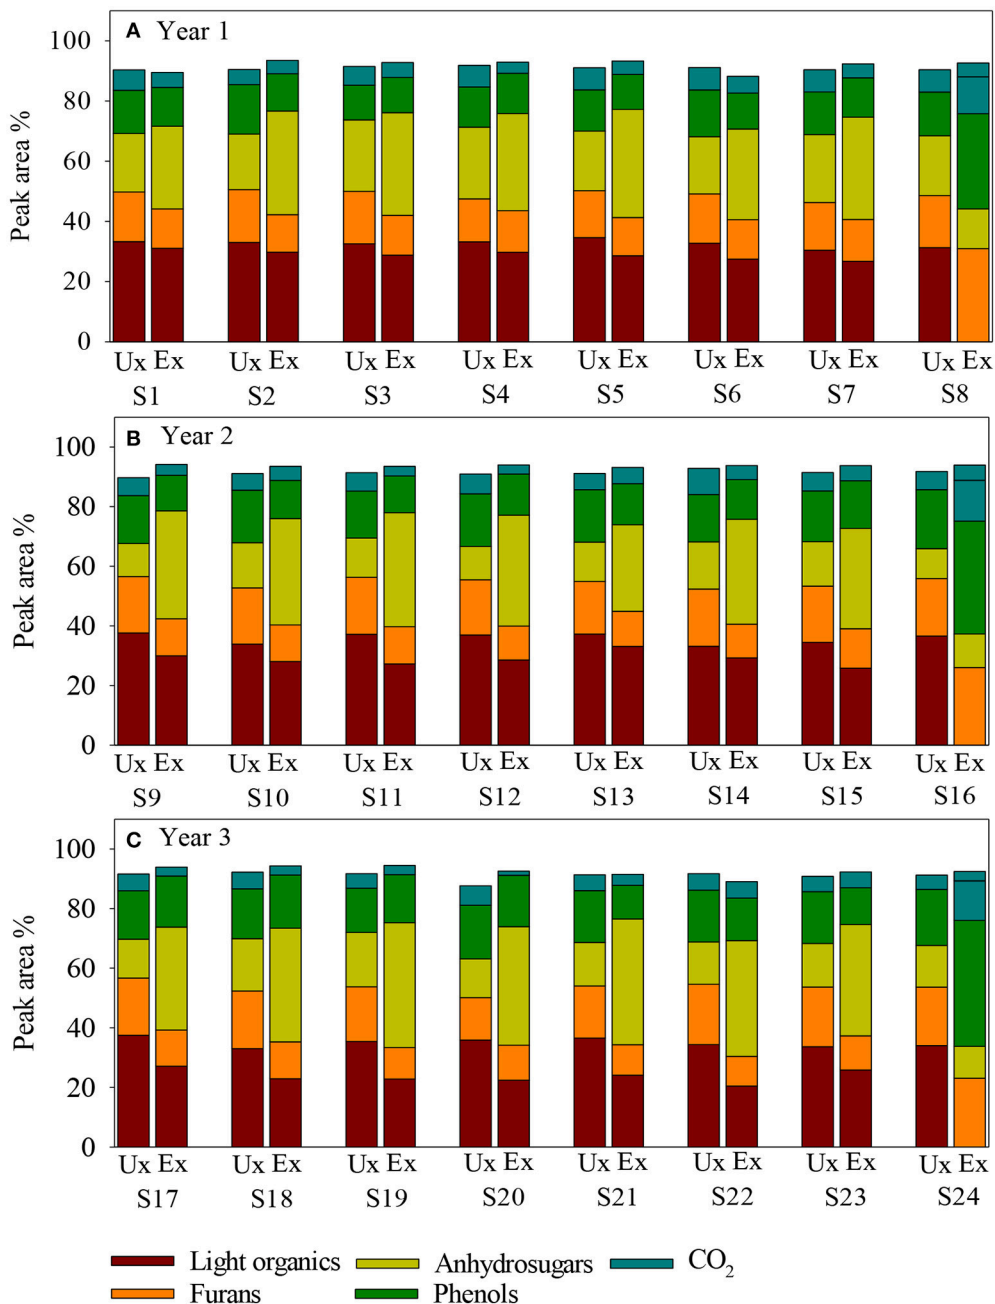 A Year 1
100
80
60
40
20
0
Peak area %
Ux Ex Ux Ex Ux Ex Ux Ex Ux Ex Ux Ex Ux Ex Ux Ex
S1 S2 S3 S4 S5 S6 S7 S8
B Year 2
100
80
60
40
20
0
Peak area %
Ux Ex Ux Ex Ux Ex Ux Ex Ux Ex Ux Ex Ux Ex Ux Ex
S9 S10 S11 S12 S13 S14 S15 S16
C Year 3
100
80
60
40
20
0
Peak area %
Ux Ex Ux Ex Ux Ex Ux Ex Ux Ex Ux Ex Ux Ex Ux Ex
S17 S18 S19 S20 S21 S22 S23 S24
Light organics Anhydrosugars CO₂
Furans Phenols